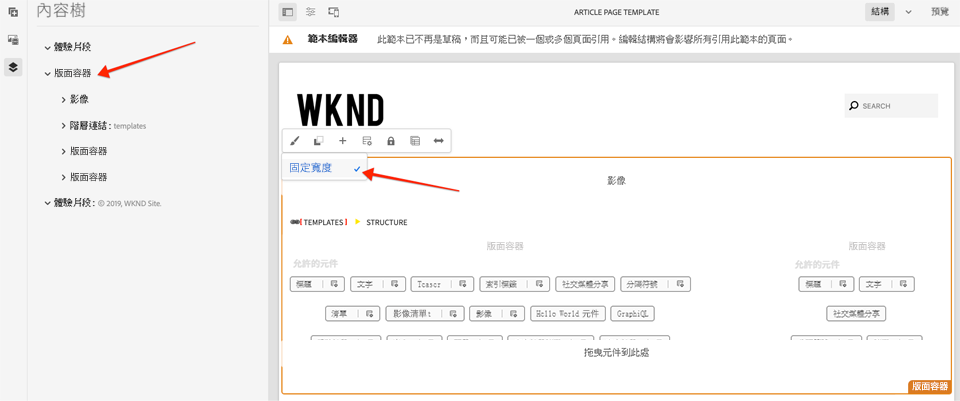 內容樹
ARTICLE PAGE TEMPLATE
結構
預覽
範本編輯器
此範本已不再是草稿，而且可能已被一個或多個頁面引用。編輯結構將會影響所有引用此範本的頁面。
體驗片段
版面容器
影像
階層連結： templates
版面容器
版面容器
體驗片段： © 2019, WKND Site.
WKND
SEARCH
固定寬度
影像
TEMPLATES
STRUCTURE
版面容器
允許的元件
標題
文字
Teaser
索引標籤
社交媒體分享
分隔符號
清單
影像清單t
影像
Hello World 元件
GraphiQL
版面容器
允許的元件
標題
文字
社交媒體分享
拖曳元件到此處
版面容器